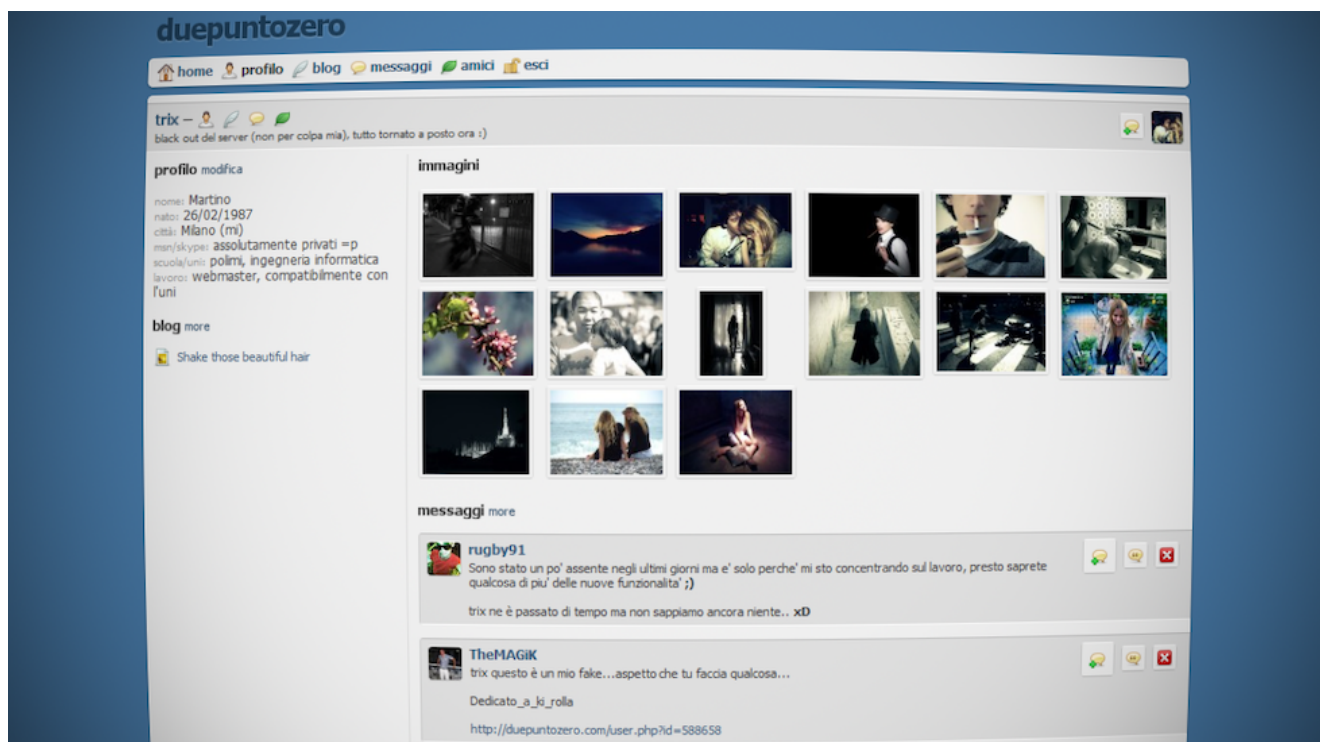 duepuntozero
home profilo blog messaggi amici esci
trix –
black out del server (non per colpa mia), tutto tornato a posto ora :)
profilo modifica
nome: Martino
nato: 26/02/1987
città: Milano (mi)
msn/skype: assolutamente privati =p
scuola/uni: polimi, ingegneria informatica
lavoro: webmaster, compatibilmente con
l'uni
blog more
Shake those beautiful hair
immagini
messaggi more
rugby91
Sono stato un po' assente negli ultimi giorni ma e' solo perche' mi sto concentrando sul lavoro, presto saprete
qualcosa di piu' delle nuove funzionalita' ;)
trix ne è passato di tempo ma non sappiamo ancora niente.. xD
TheMAGiK
trix questo è un mio fake...aspetto che tu faccia qualcosa...
Dedicato_a_ki_rolla
http://duepuntozero.com/user.php?id=588658